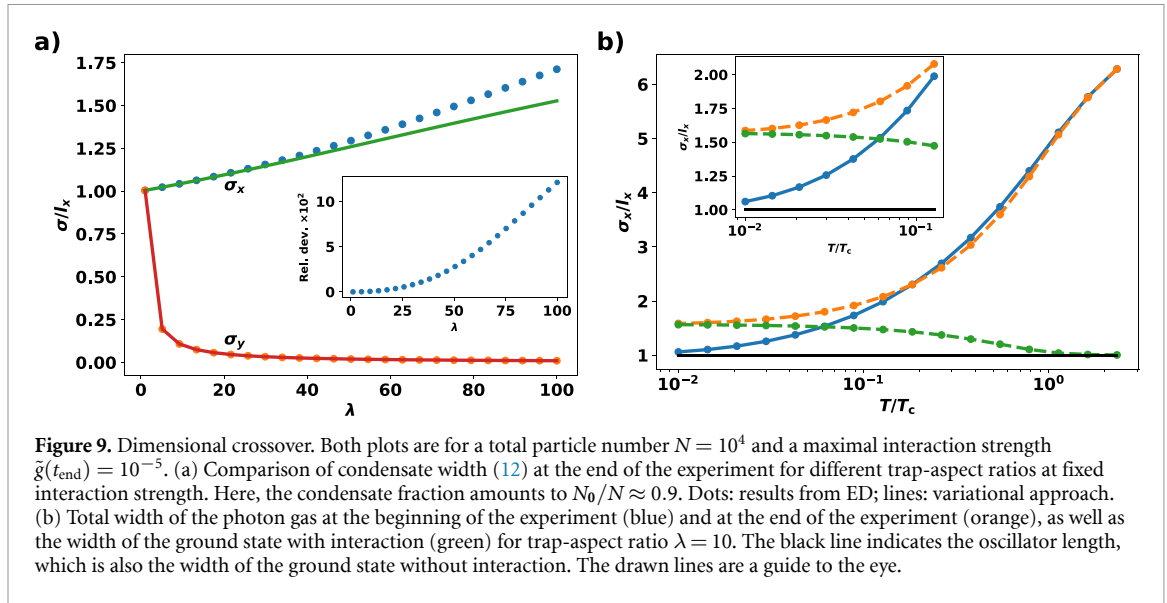 a)
1.75
1.50
1.25
1.00
0.75
0.50
0.25
0.00
σ/lₓ
σₓ
σᵧ
0
20
40
60
80
100
λ
Rel. dev. ×10²
10
5
0
0
25
50
75
100
λ
b)
6
5
4
3
2
1
σₓ/lₓ
10⁻²
10⁻¹
10⁰
T/T_c
2.00
1.75
1.50
1.25
1.00
σₓ/lₓ
10⁻²
10⁻¹
T/T_c
Figure 9. Dimensional crossover. Both plots are for a total particle number N = 10⁴ and a maximal interaction strength
g̃(t_end) = 10⁻⁵. (a) Comparison of condensate width (12) at the end of the experiment for different trap-aspect ratios at fixed
interaction strength. Here, the condensate fraction amounts to N₀/N ≈ 0.9. Dots: results from ED; lines: variational approach.
(b) Total width of the photon gas at the beginning of the experiment (blue) and at the end of the experiment (orange), as well as
the width of the ground state with interaction (green) for trap-aspect ratio λ = 10. The black line indicates the oscillator length,
which is also the width of the ground state without interaction. The drawn lines are a guide to the eye.